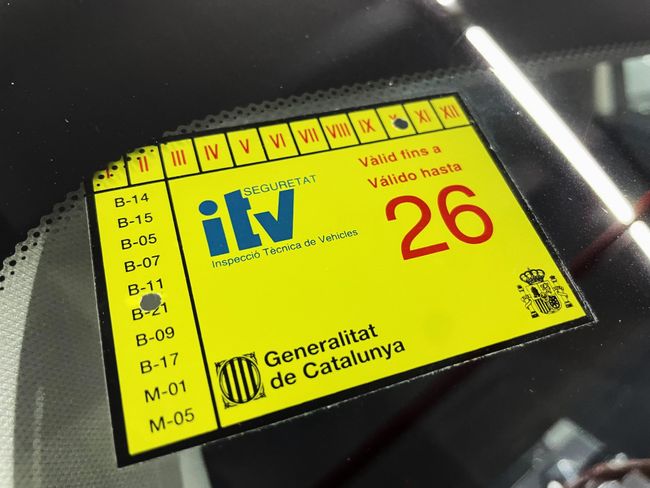 I II III IV V VI VII VIII IX X XI XII
Vàlid fins a
Válido hasta
26
SEGURETAT
itv
Inspecció Tècnica de Vehicles
B-14
B-15
B-05
B-07
B-11
B-21
B-09
B-17
M-01
M-05
Generalitat
de Catalunya